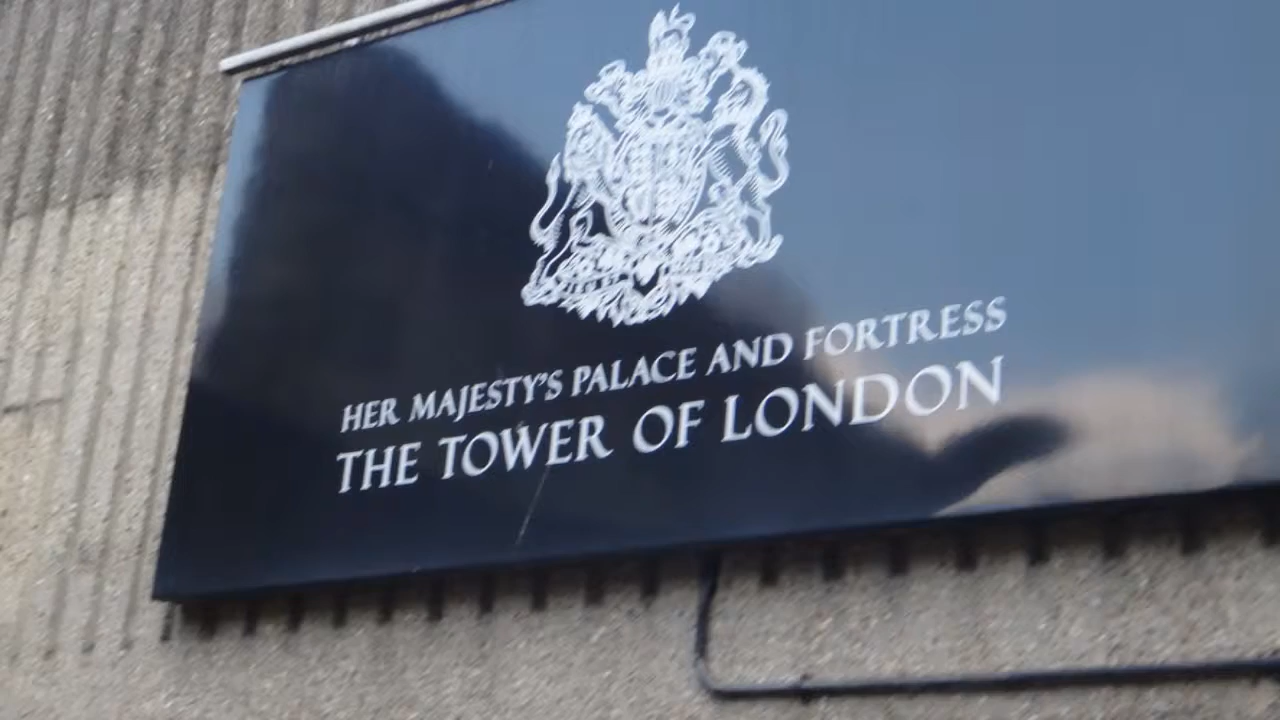 HER MAJESTY'S PALACE AND FORTRESS
THE TOWER OF LONDON